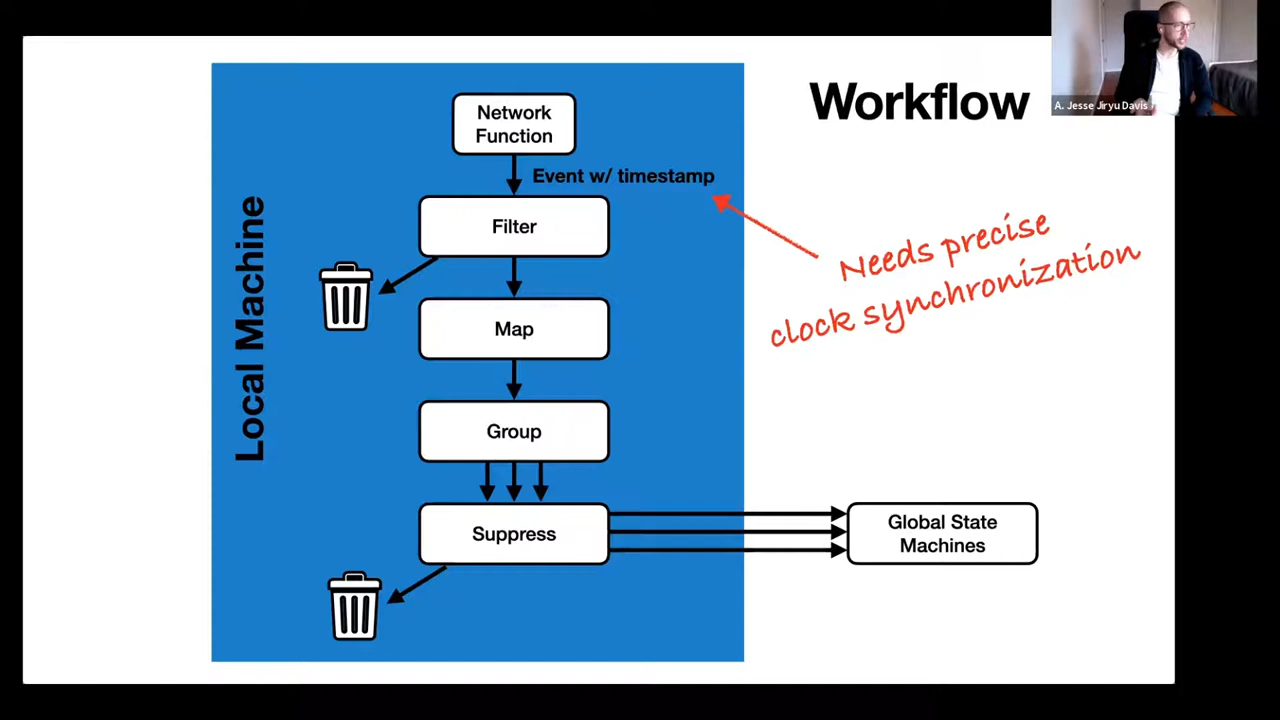 Workflow
A. Jesse Jiryu Davis
Network
Function
Event w/ timestamp
Filter
Needs precise
clock synchronization
Local Machine
Map
Group
Suppress
Global State
Machines